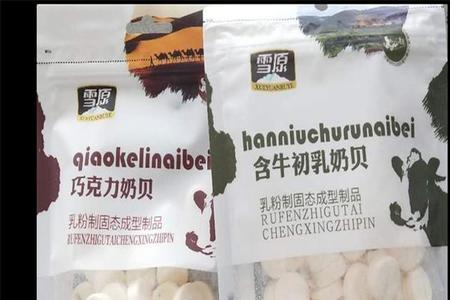 雪原
XUEYUANRUYE
qiaokelinaibei
巧克力奶贝
乳粉制固态成型制品
RUFENZHIGUTAICHENGXINGZHIPIN
雪原
XUEYUANRUYE
hanniuchurunaibei
含牛初乳奶贝
乳粉制固态成型制品
RUFENZHIGUTAI
CHENGXINGZHIPIN